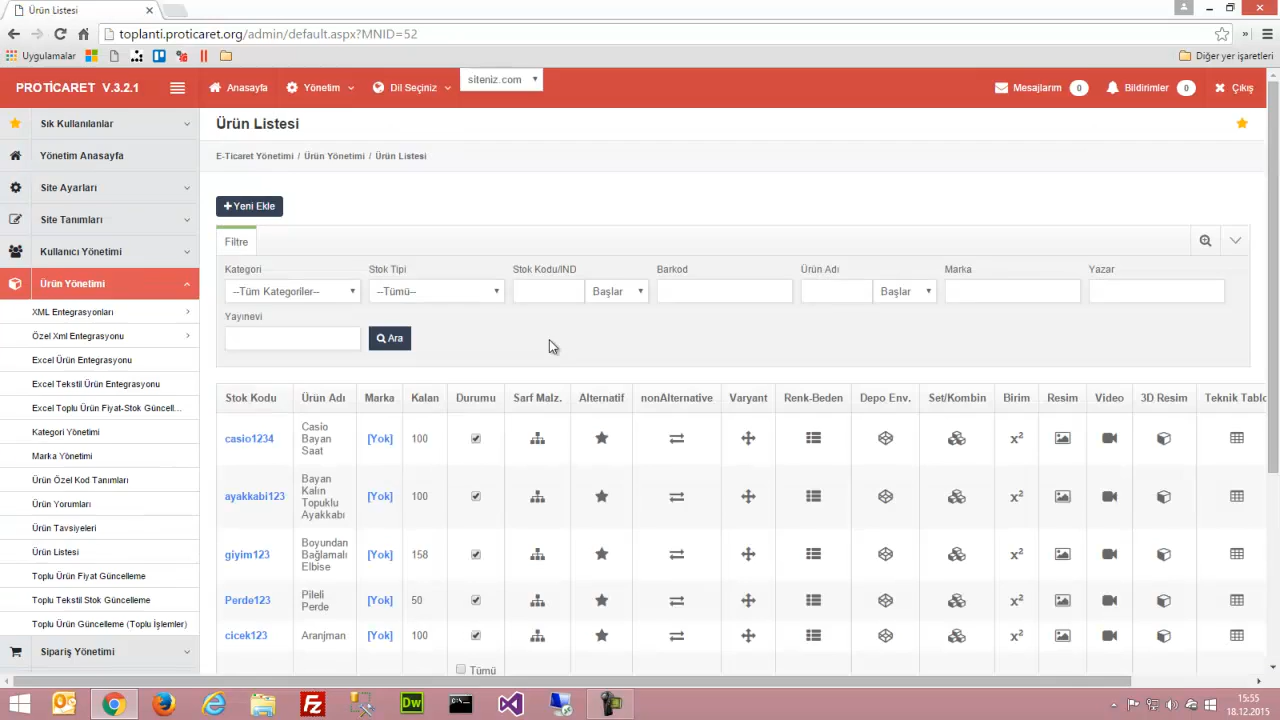 Ürün Listesi
toplanti.proticaret.org/admin/default.aspx?MNID=52
Uygulamalar
Diğer yer işaretleri
PROTİCARET V.3.2.1
Anasayfa
Yönetim
Dil Seçiniz
siteniz.com
Mesajlarım 0
Bildirimler 0
Çıkış
Sık Kullanılanlar
Yönetim Anasayfa
Site Ayarları
Site Tanımları
Kullanıcı Yönetimi
Ürün Yönetimi
XML Entegrasyonları
Özel Xml Entegrasyonu
Excel Ürün Entegrasyonu
Excel Tekstil Ürün Entegrasyonu
Excel Toplu Ürün Fiyat-Stok Güncell...
Kategori Yönetimi
Marka Yönetimi
Ürün Özel Kod Tanımları
Ürün Yorumları
Ürün Tavsiyeleri
Ürün Listesi
Toplu Ürün Fiyat Güncelleme
Toplu Tekstil Stok Güncelleme
Toplu Ürün Güncelleme (Toplu İşlemler)
Sipariş Yönetimi
Ürün Listesi
E-Ticaret Yönetimi / Ürün Yönetimi / Ürün Listesi
+Yeni Ekle
Filtre
Kategori Stok Tipi Stok Kodu/IND Barkod Ürün Adı Marka Yazar
--Tüm Kategoriler-- --Tümü-- Başlar Başlar
Yayınevi
Ara
Stok Kodu Ürün Adı Marka Kalan Durumu Sarf Malz. Alternatif nonAlternative Varyant Renk-Beden Depo Env. Set/Kombin Birim Resim Video 3D Resim Teknik Tablo
casio1234 Casio Bayan Saat [Yok] 100 x²
ayakkabi123 Bayan Kalın Topuklu Ayakkabı [Yok] 100 x²
giyim123 Boyundan Bağlamalı Elbise [Yok] 158 x²
Perde123 Pileli Perde [Yok] 50 x²
cicek123 Aranjman [Yok] 100 x²
Tümü
15:55
18.12.2015